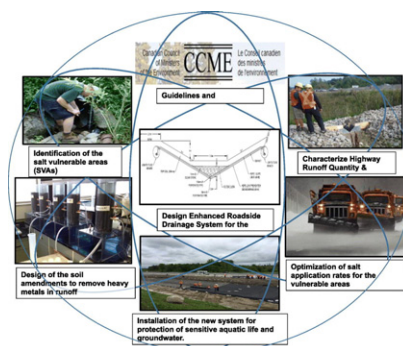 Canadian Council
of Ministers
of the Environment
CCME
Le Conseil canadien
des ministres
de l'environnement
Guidelines and
Identification of the
salt vulnerable areas
(SVAs)
Characterize Highway
Runoff Quantity &
Design Enhanced Roadside
Drainage System for the
Design of the soil
amendments to remove heavy
metals in runoff
Optimization of salt
application rates for the
vulnerable areas
Installation of the new system for
protection of sensitive aquatic life and
groundwater.